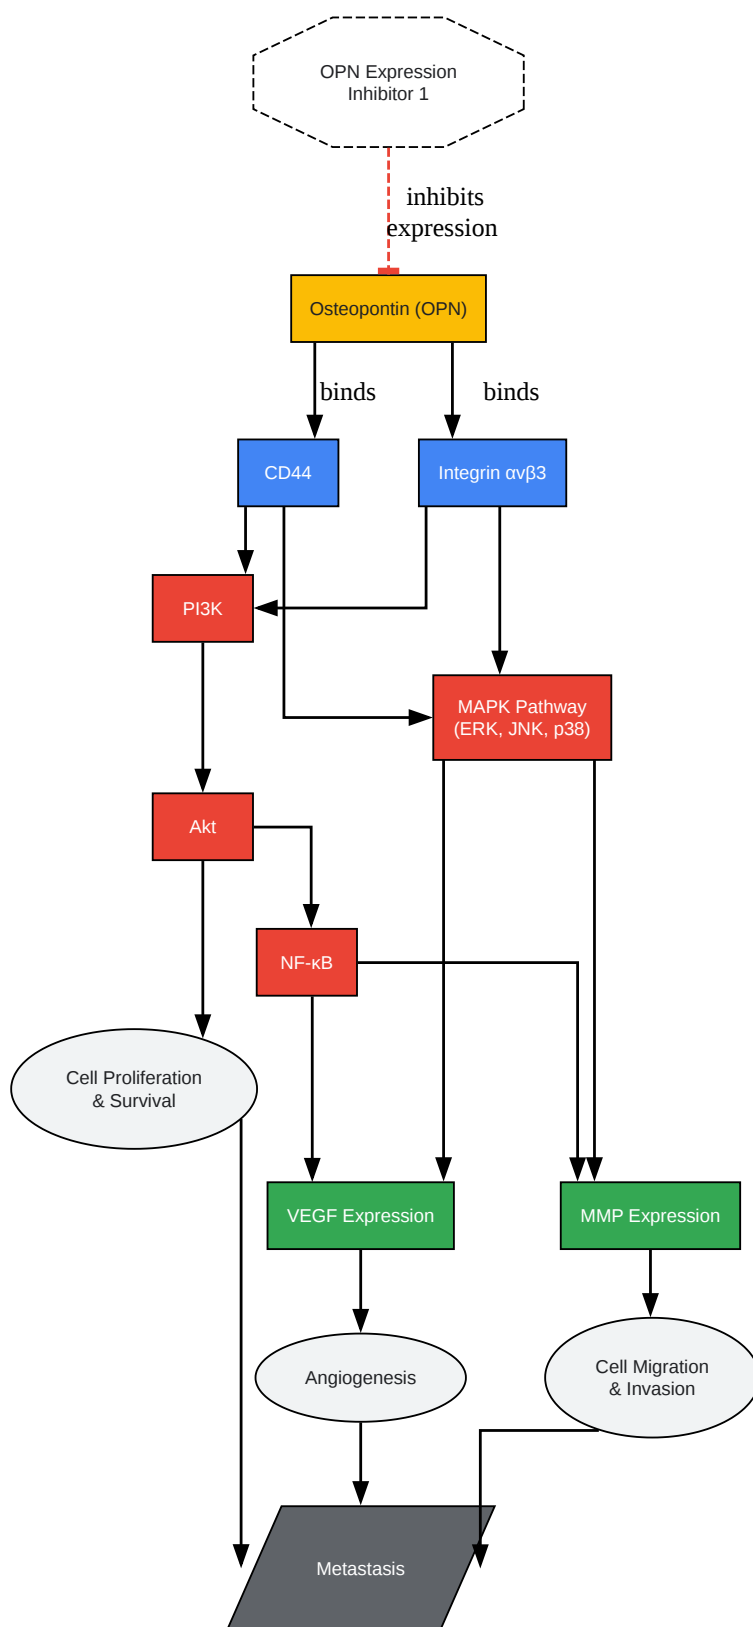 OPN Expression
Inhibitor 1
inhibits
expression
Osteopontin (OPN)
binds
binds
CD44
Integrin αvβ3
PI3K
MAPK Pathway
(ERK, JNK, p38)
Akt
NF-κB
Cell Proliferation
& Survival
VEGF Expression
MMP Expression
Angiogenesis
Cell Migration
& Invasion
Metastasis